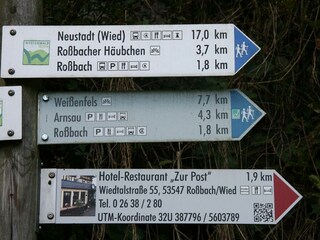 Neustadt (Wied) 17,0 km
Roßbacher Häubchen 3,7 km
Roßbach 1,8 km
Weißenfels 7,7 km
Arnsau 4,3 km
Roßbach 1,8 km
Hotel-Restaurant „Zur Post" 1,9 km
Wiedtalstraße 55, 53547 Roßbach/Wied
Tel. 0 26 38 / 2 80
UTM-Koordinate 32U 387796 / 5603789